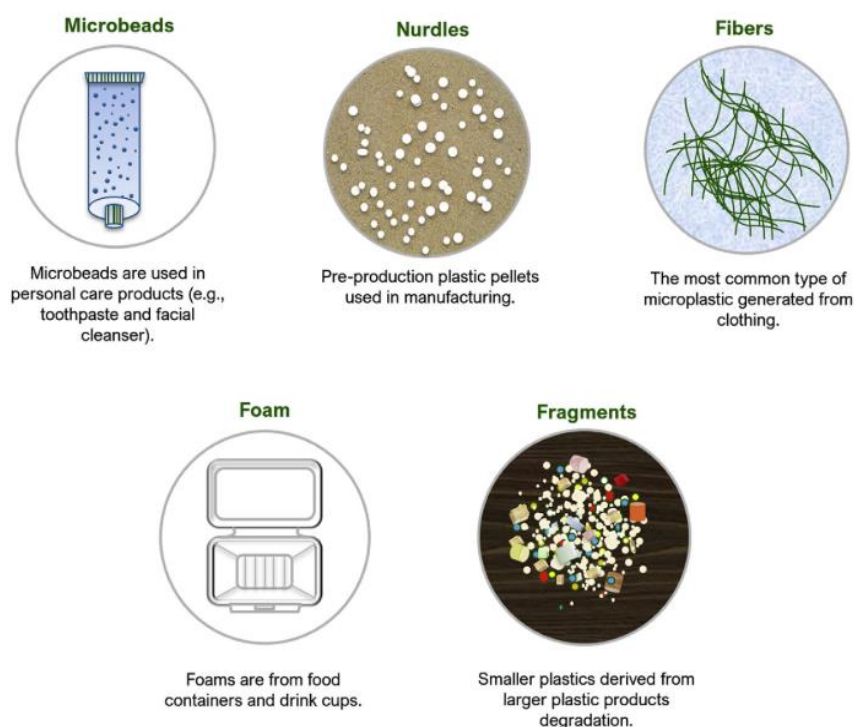 Microbeads
Nurdles
Fibers
Microbeads are used in
personal care products (e.g.,
toothpaste and facial
cleanser).
Pre-production plastic pellets
used in manufacturing.
The most common type of
microplastic generated from
clothing.
Foam
Fragments
Foams are from food
containers and drink cups.
Smaller plastics derived from
larger plastic products
degradation.